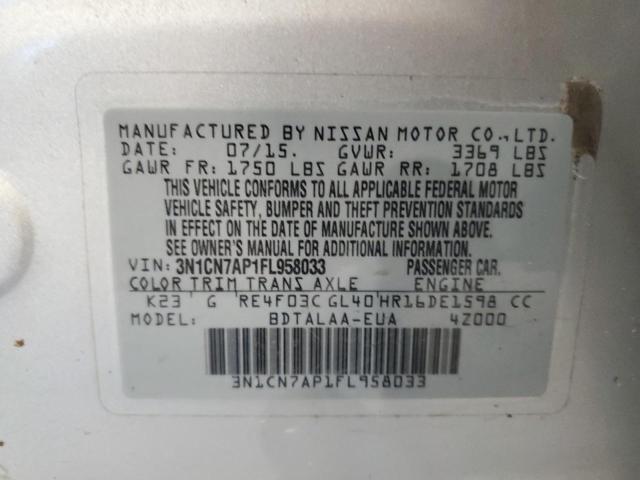 MANUFACTURED BY NISSAN MOTOR CO.,LTD.
DATE: 07/15. GVWR: 3369 LBS
GAWR FR: 1750 LBS GAWR RR: 1708 LBS
THIS VEHICLE CONFORMS TO ALL APPLICABLE FEDERAL MOTOR
VEHICLE SAFETY, BUMPER AND THEFT PREVENTION STANDARDS
IN EFFECT ON THE DATE OF MANUFACTURE SHOWN ABOVE.
SEE OWNER'S MANUAL FOR ADDITIONAL INFORMATION.
VIN: 3N1CN7AP1FL958033 PASSENGER CAR.
COLOR TRIM TRANS AXLE ENGINE
K23 G RE4F03C GL40 HR16DE1598 CC
MODEL: BDTALAA-EUA 4Z000
3N1CN7AP1FL958033